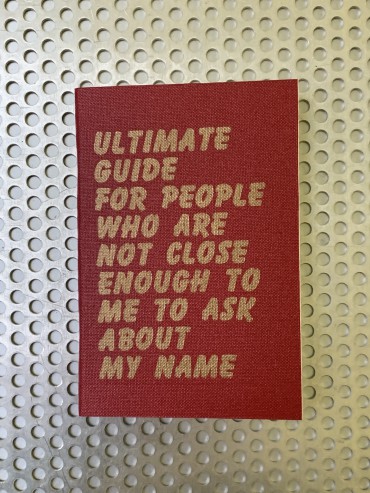 ULTIMATE
GUIDE
FOR PEOPLE
WHO ARE
NOT CLOSE
ENOUGH TO
ME TO ASK
ABOUT
MY NAME